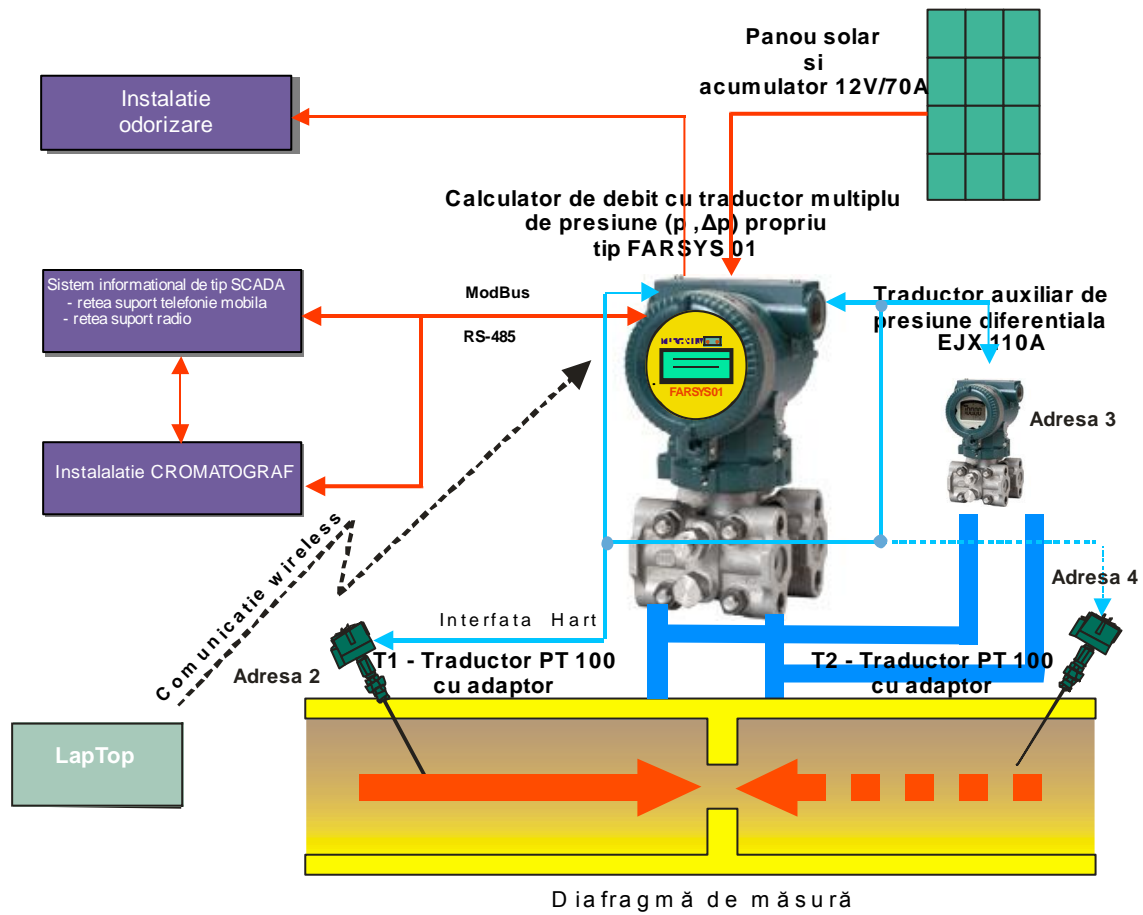 Panou solar
si
acumulator 12V/70A
Instalatie
odorizare
Calculator de debit cu traductor multiplu
de presiune (p ,Δp) propriu
tip FARSYS 01
Sistem informational de tip SCADA
- retea suport telefonie mobila
- retea suport radio
ModBus
RS-485
Traductor auxiliar de
presiune diferentiala
EJX 110A
FARSYS01
Adresa 3
Instalalatie CROMATOGRAF
Comunicatie wireless
Adresa 4
Interfata Hart
Adresa 2
T1 - Traductor PT 100
cu adaptor
T2 - Traductor PT 100
cu adaptor
LapTop
Diafragmă de măsură